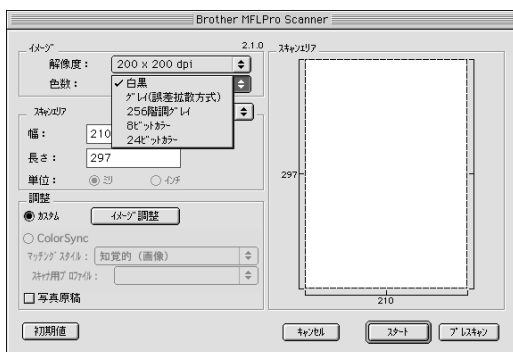 Brother MFLPro Scanner
ｲﾒｰｼﾞ 2.1.0
解像度： 200 x 200 dpi
色数：
✓白黒
ｸﾞﾚｲ(誤差拡散方式)
256階調ｸﾞﾚｲ
8ﾋﾞｯﾄｶﾗｰ
24ﾋﾞｯﾄｶﾗｰ
ｽｷｬﾝｴﾘｱ
幅： 210
長さ： 297
単位： ﾐﾘ ｲﾝﾁ
調整
ｶｽﾀﾑ ｲﾒｰｼﾞ調整
ColorSync
ﾏｯﾁﾝｸﾞｽﾀｲﾙ： 知覚的（画像）
ｽｷｬﾅ用ﾌﾟﾛﾌｧｲﾙ：
写真原稿
ｽｷｬﾝｴﾘｱ
297
210
初期値 ｷｬﾝｾﾙ ｽﾀｰﾄ ﾌﾟﾚｽｷｬﾝ